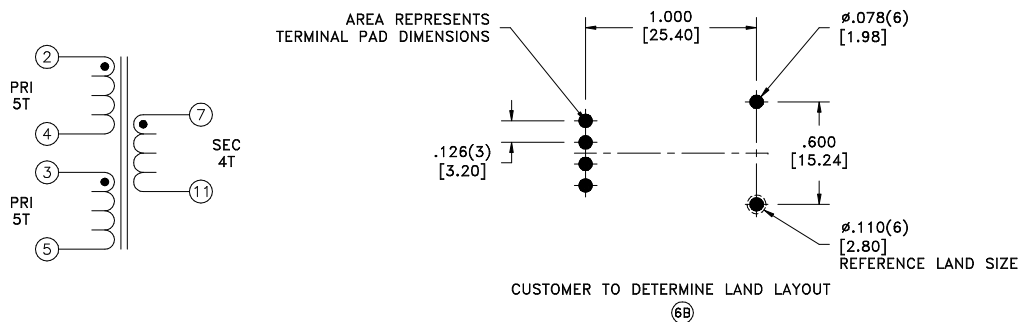 2
PRI
5T
4
3
PRI
5T
5
7
SEC
4T
11
AREA REPRESENTS
TERMINAL PAD DIMENSIONS
1.000
[25.40]
ø.078(6)
[1.98]
.126(3)
[3.20]
.600
[15.24]
ø.110(6)
[2.80]
REFERENCE LAND SIZE
CUSTOMER TO DETERMINE LAND LAYOUT
6B